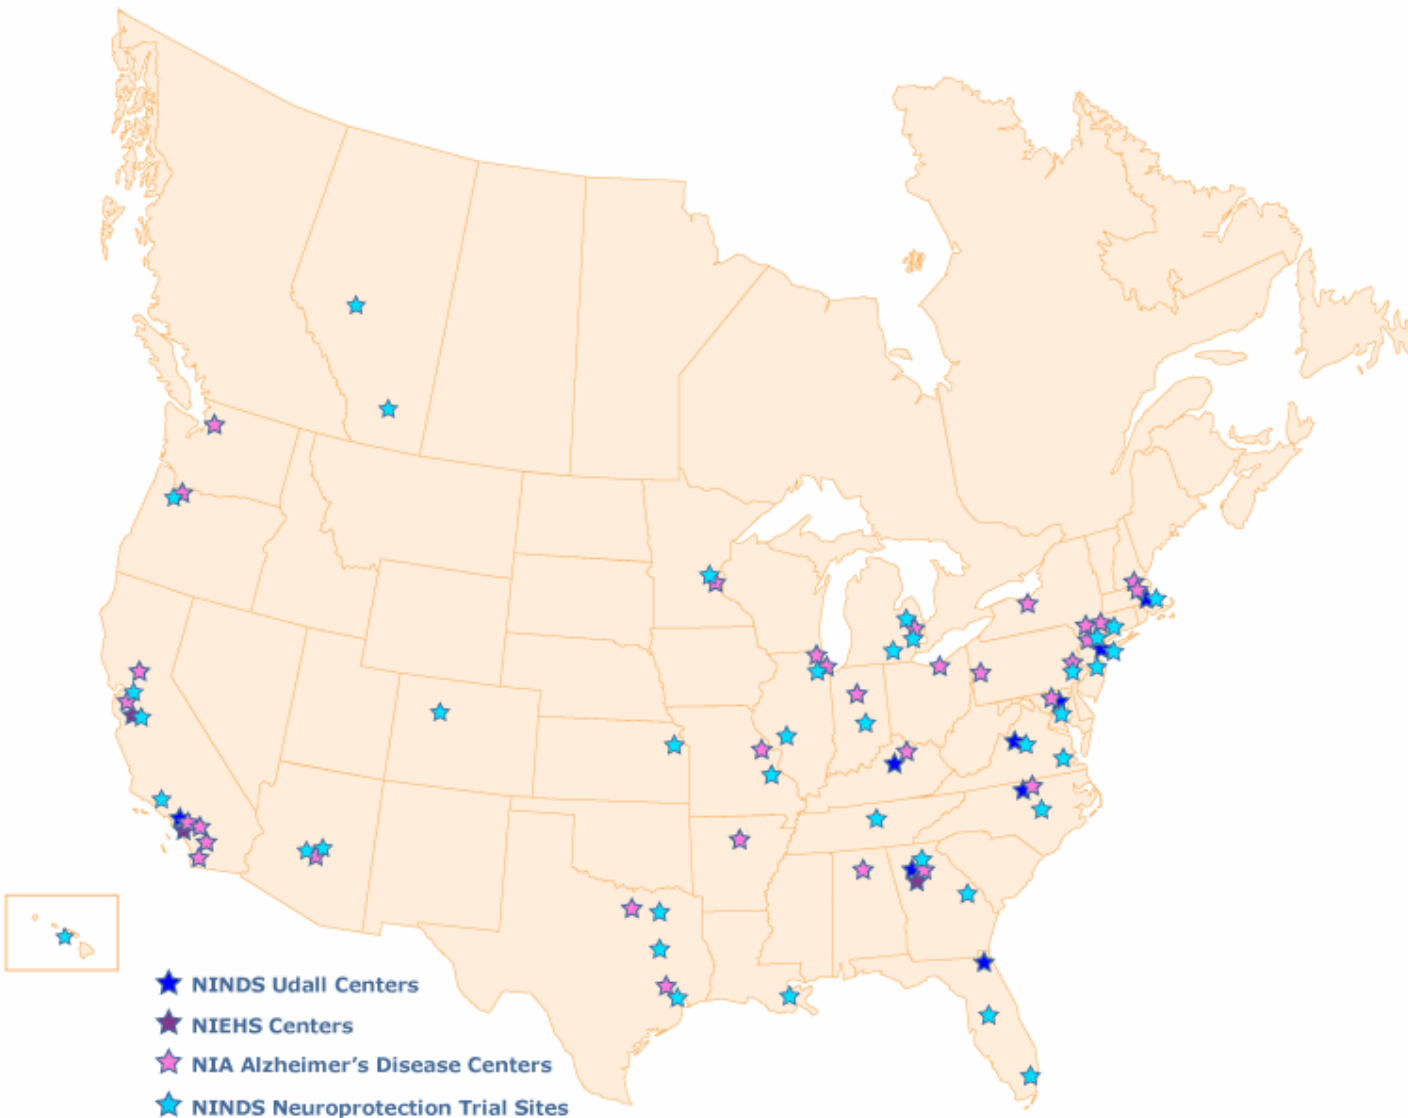 NINDS Udall Centers
NIEHS Centers
NIA Alzheimer’s Disease Centers
NINDS Neuroprotection Trial Sites